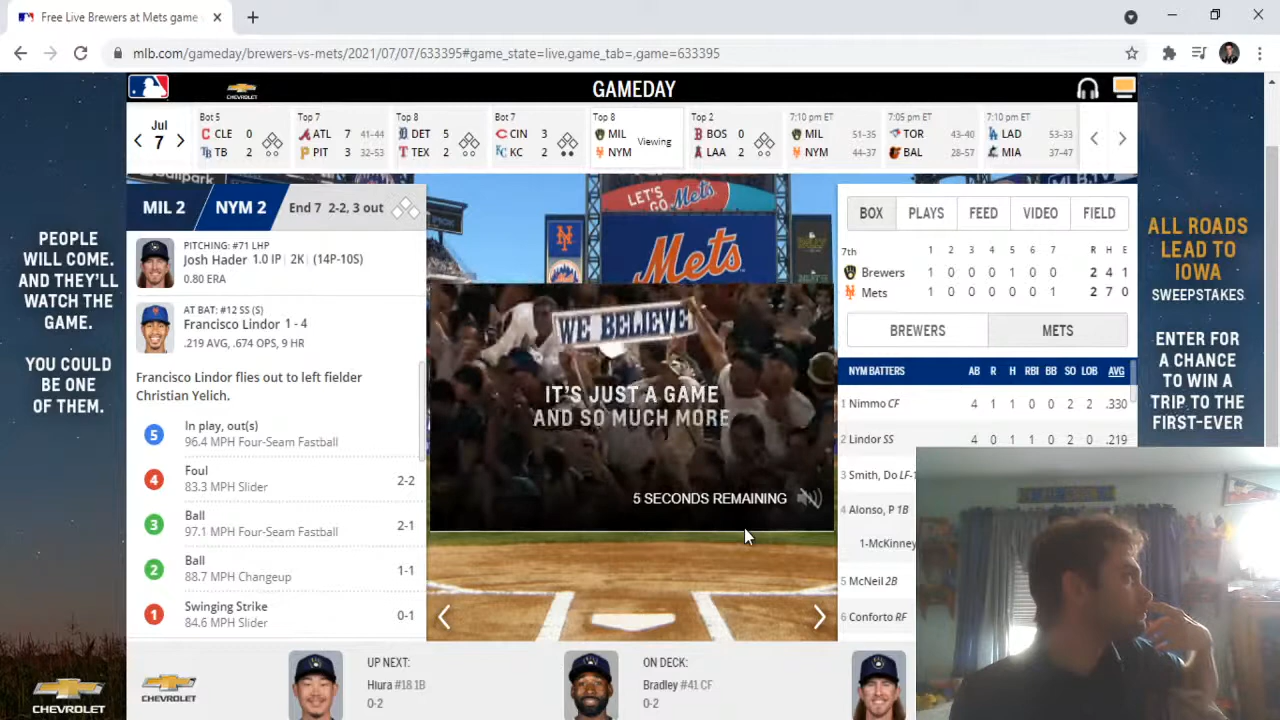 Free Live Brewers at Mets game
mlb.com/gameday/brewers-vs-mets/2021/07/07/633395#game_state=live,game_tab=,game=633395
CHEVROLET
GAMEDAY
Jul
7
Bot 5
CLE 0
TB 2
Top 7
ATL 7 41-44
PIT 3 32-53
Top 8
DET 5
TEX 2
Bot 7
CIN 3
KC 2
Top 8
MIL
NYM
Viewing
Top 2
BOS 0
LAA 2
7:10 pm ET
MIL 51-35
NYM 44-37
7:05 pm ET
TOR 43-40
BAL 28-57
7:10 pm ET
LAD 53-33
MIA 37-47
PEOPLE
WILL COME.
AND THEY'LL
WATCH THE
GAME.
YOU COULD
BE ONE
OF THEM.
CHEVROLET
MIL 2
NYM 2
End 7 2-2, 3 out
PITCHING: #71 LHP
Josh Hader 1.0 IP | 2K | (14P-10S)
0.80 ERA
AT BAT: #12 SS (S)
Francisco Lindor 1 - 4
.219 AVG, .674 OPS, 9 HR
Francisco Lindor flies out to left fielder
Christian Yelich.
5 In play, out(s)
96.4 MPH Four-Seam Fastball
4 Foul
83.3 MPH Slider 2-2
3 Ball
97.1 MPH Four-Seam Fastball 2-1
2 Ball
88.7 MPH Changeup 1-1
1 Swinging Strike
84.6 MPH Slider 0-1
LET'S GO Mets
Mets
WE BELIEVE
IT'S JUST A GAME
AND SO MUCH MORE
5 SECONDS REMAINING
BOX
PLAYS
FEED
VIDEO
FIELD
7th 1 2 3 4 5 6 7 R H E
Brewers 1 0 0 0 1 0 0 2 4 1
Mets 1 0 0 0 0 0 1 2 7 0
BREWERS
METS
NYM BATTERS AB R H RBI BB SO LOB AVG
1 Nimmo CF 4 1 1 0 0 2 2 .330
2 Lindor SS 4 0 1 1 0 2 0 .219
3 Smith, Do LF-1
4 Alonso, P 1B
1-McKinney
5 McNeil 2B
6 Conforto RF
ALL ROADS
LEAD TO
IOWA
SWEEPSTAKES
ENTER FOR
A CHANCE
TO WIN A
TRIP TO THE
FIRST-EVER
CHEVROLET
UP NEXT:
Hiura #18 1B
0-2
ON DECK:
Bradley #41 CF
0-2